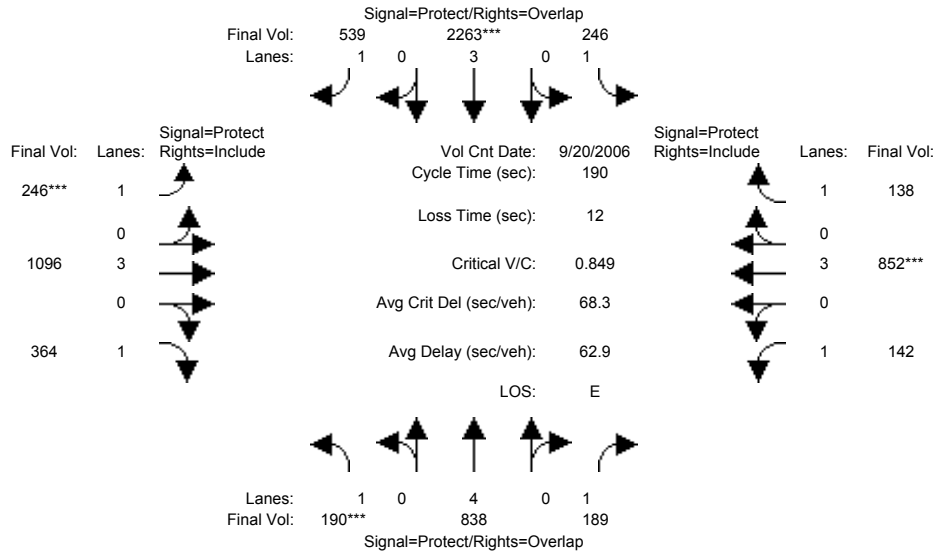 Signal=Protect/Rights=Overlap
Final Vol: 539 2263*** 246
Lanes: 1 0 3 0 1
Signal=Protect Signal=Protect
Final Vol: Lanes: Rights=Include Vol Cnt Date: 9/20/2006 Rights=Include Lanes: Final Vol:
Cycle Time (sec): 190
246*** 1 1 138
Loss Time (sec): 12
0 0
1096 3 Critical V/C: 0.849 3 852***
0 Avg Crit Del (sec/veh): 68.3 0
364 1 Avg Delay (sec/veh): 62.9 1 142
LOS: E
Lanes: 1 0 4 0 1
Final Vol: 190*** 838 189
Signal=Protect/Rights=Overlap